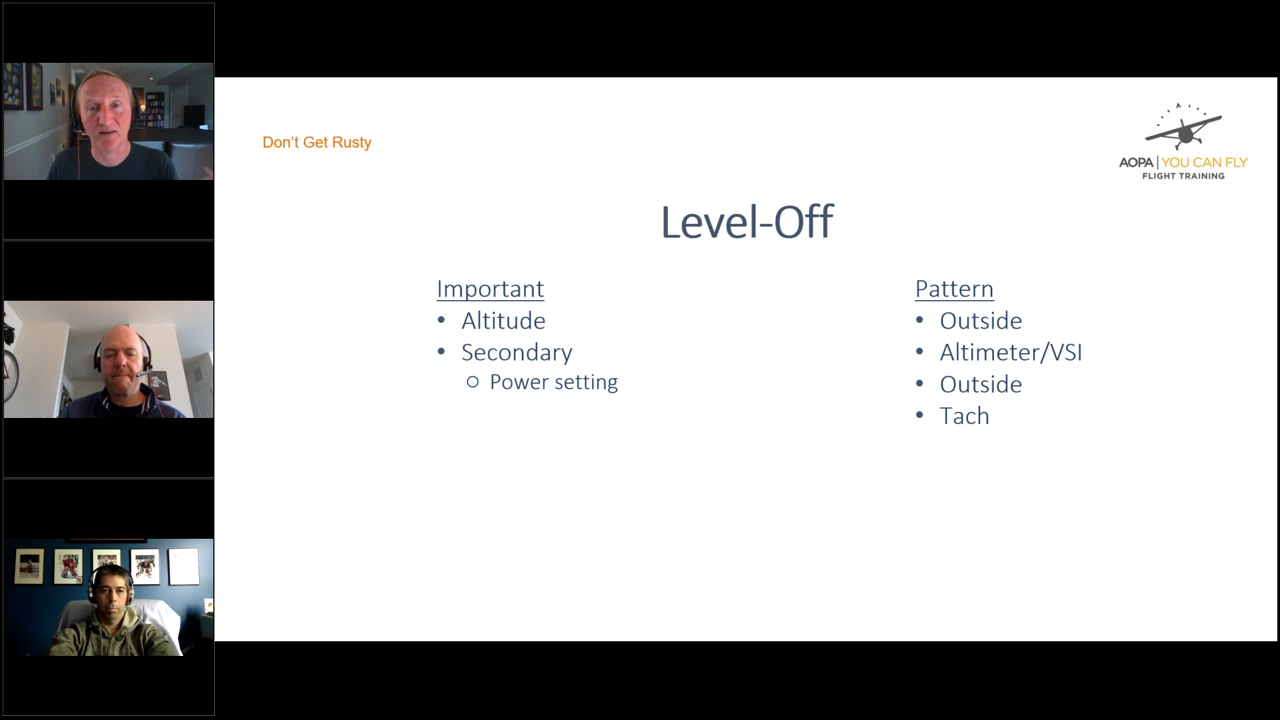 Don't Get Rusty
AOPA | YOU CAN FLY
FLIGHT TRAINING
Level-Off
Important
• Altitude
• Secondary
○ Power setting
Pattern
• Outside
• Altimeter/VSI
• Outside
• Tach